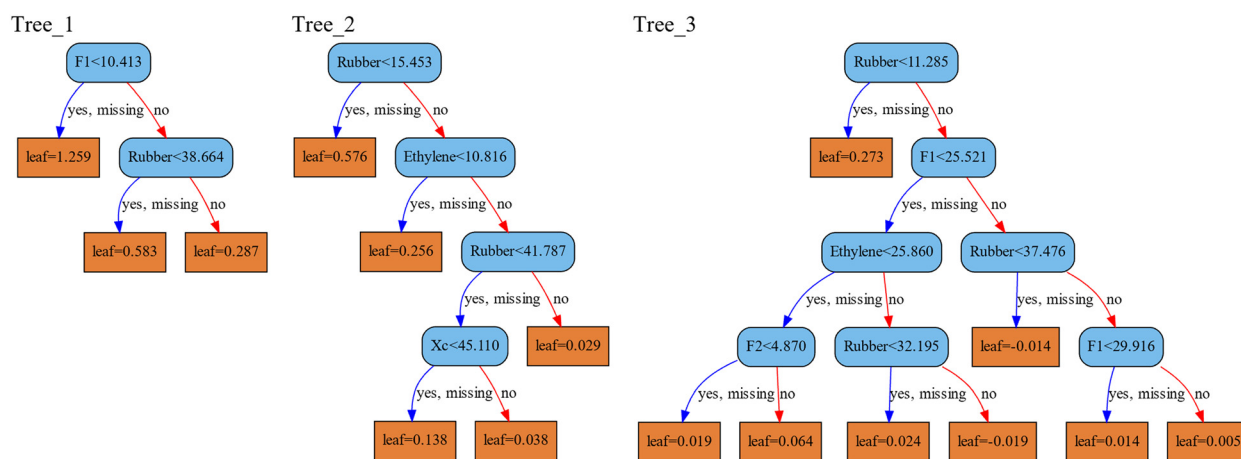 Tree_1
Tree_2
Tree_3
F1<10.413
Rubber<15.453
Rubber<11.285
yes, missing
no
yes, missing
no
yes, missing
no
leaf=1.259
Rubber<38.664
leaf=0.576
Ethylene<10.816
leaf=0.273
F1<25.521
yes, missing
no
yes, missing
no
yes, missing
no
leaf=0.583
leaf=0.287
leaf=0.256
Rubber<41.787
Ethylene<25.860
Rubber<37.476
yes, missing
no
yes, missing
no
yes, missing
no
Xc<45.110
leaf=0.029
F2<4.870
Rubber<32.195
leaf=-0.014
F1<29.916
yes, missing
no
yes, missing
no
yes, missing
no
yes, missing
no
leaf=0.138
leaf=0.038
leaf=0.019
leaf=0.064
leaf=0.024
leaf=-0.019
leaf=0.014
leaf=0.005